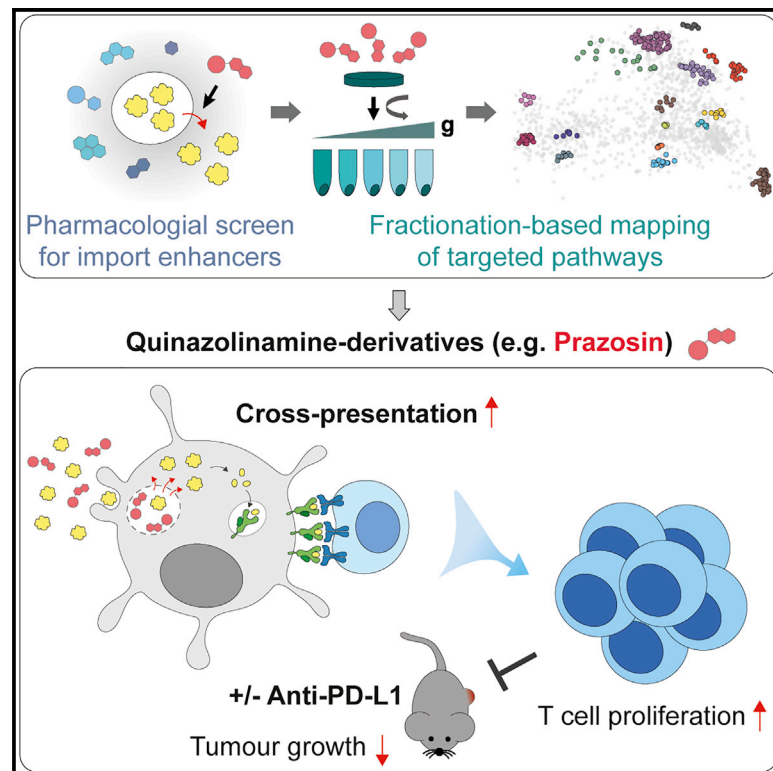 g
Pharmacologial screen
for import enhancers
Fractionation-based mapping
of targeted pathways
Quinazolinamine-derivatives (e.g. Prazosin)
Cross-presentation
+/- Anti-PD-L1
Tumour growth
T cell proliferation